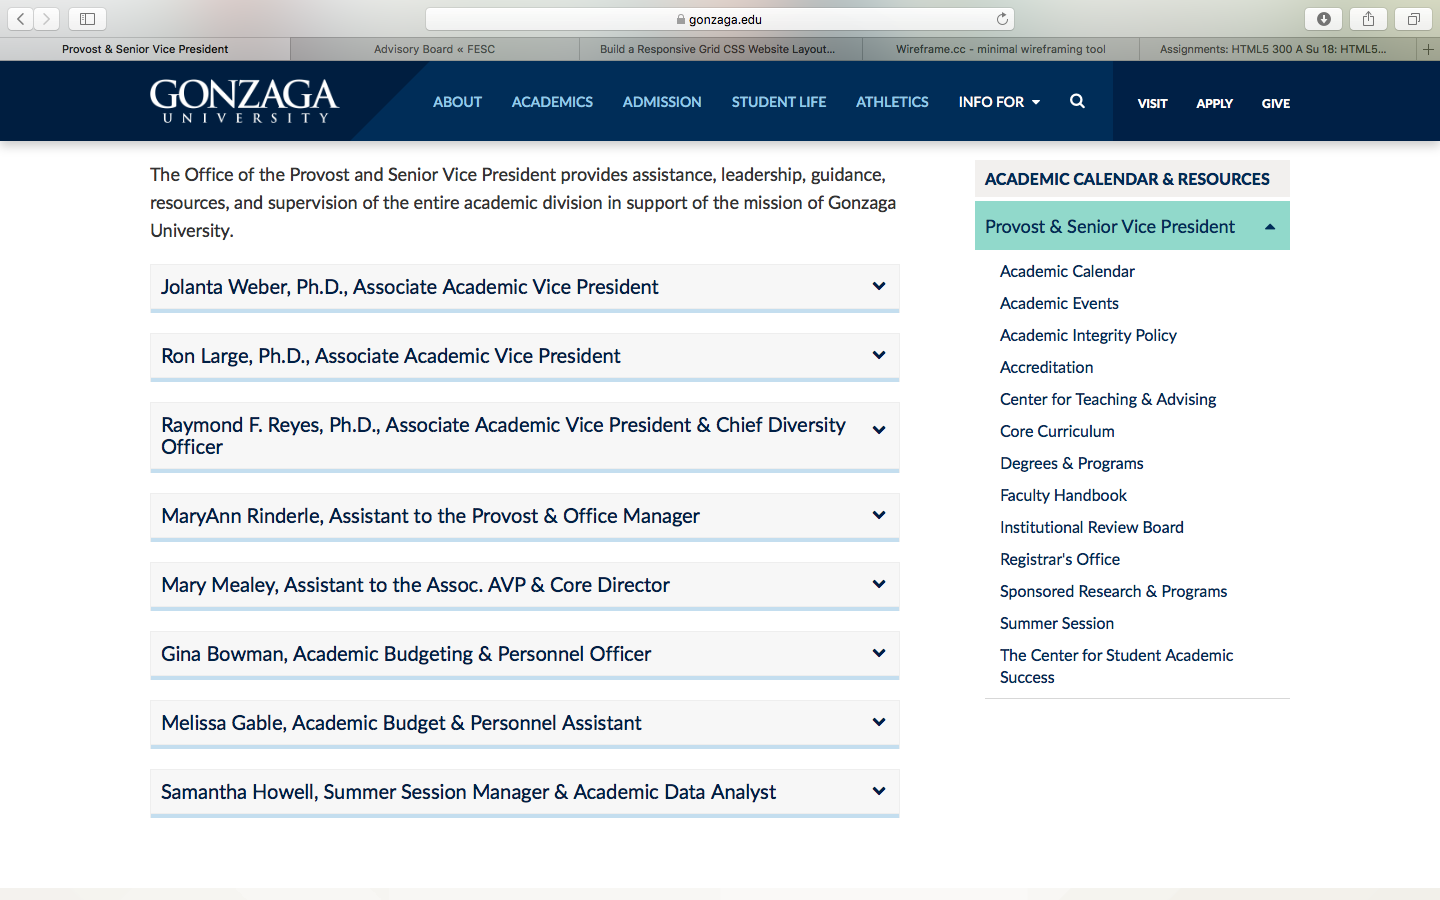 gonzaga.edu
Provost & Senior Vice President
Advisory Board « FESC
Build a Responsive Grid CSS Website Layout...
Wireframe.cc - minimal wireframing tool
Assignments: HTML5 300 A Su 18: HTML5...
GONZAGA
UNIVERSITY
ABOUT
ACADEMICS
ADMISSION
STUDENT LIFE
ATHLETICS
INFO FOR
VISIT
APPLY
GIVE
The Office of the Provost and Senior Vice President provides assistance, leadership, guidance,
resources, and supervision of the entire academic division in support of the mission of Gonzaga
University.
Jolanta Weber, Ph.D., Associate Academic Vice President
Ron Large, Ph.D., Associate Academic Vice President
Raymond F. Reyes, Ph.D., Associate Academic Vice President & Chief Diversity
Officer
MaryAnn Rinderle, Assistant to the Provost & Office Manager
Mary Mealey, Assistant to the Assoc. AVP & Core Director
Gina Bowman, Academic Budgeting & Personnel Officer
Melissa Gable, Academic Budget & Personnel Assistant
Samantha Howell, Summer Session Manager & Academic Data Analyst
ACADEMIC CALENDAR & RESOURCES
Provost & Senior Vice President
Academic Calendar
Academic Events
Academic Integrity Policy
Accreditation
Center for Teaching & Advising
Core Curriculum
Degrees & Programs
Faculty Handbook
Institutional Review Board
Registrar's Office
Sponsored Research & Programs
Summer Session
The Center for Student Academic
Success